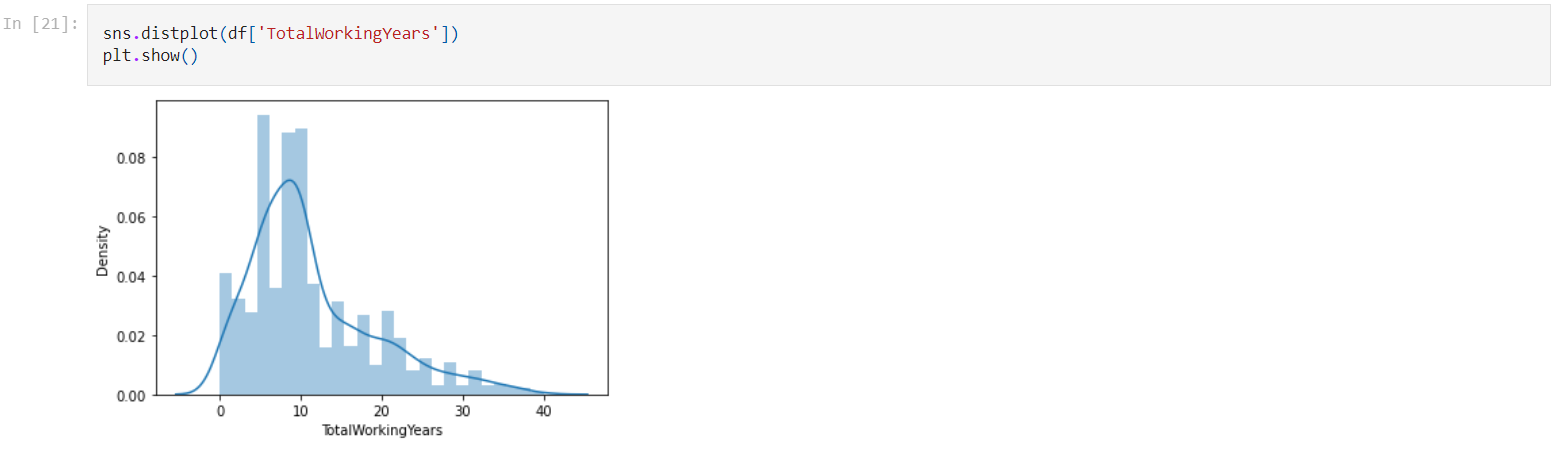 In [21]:
sns.distplot(df['TotalWorkingYears'])
plt.show()
0.08
0.06
0.04
0.02
0.00
Density
0 10 20 30 40
TotalWorkingYears